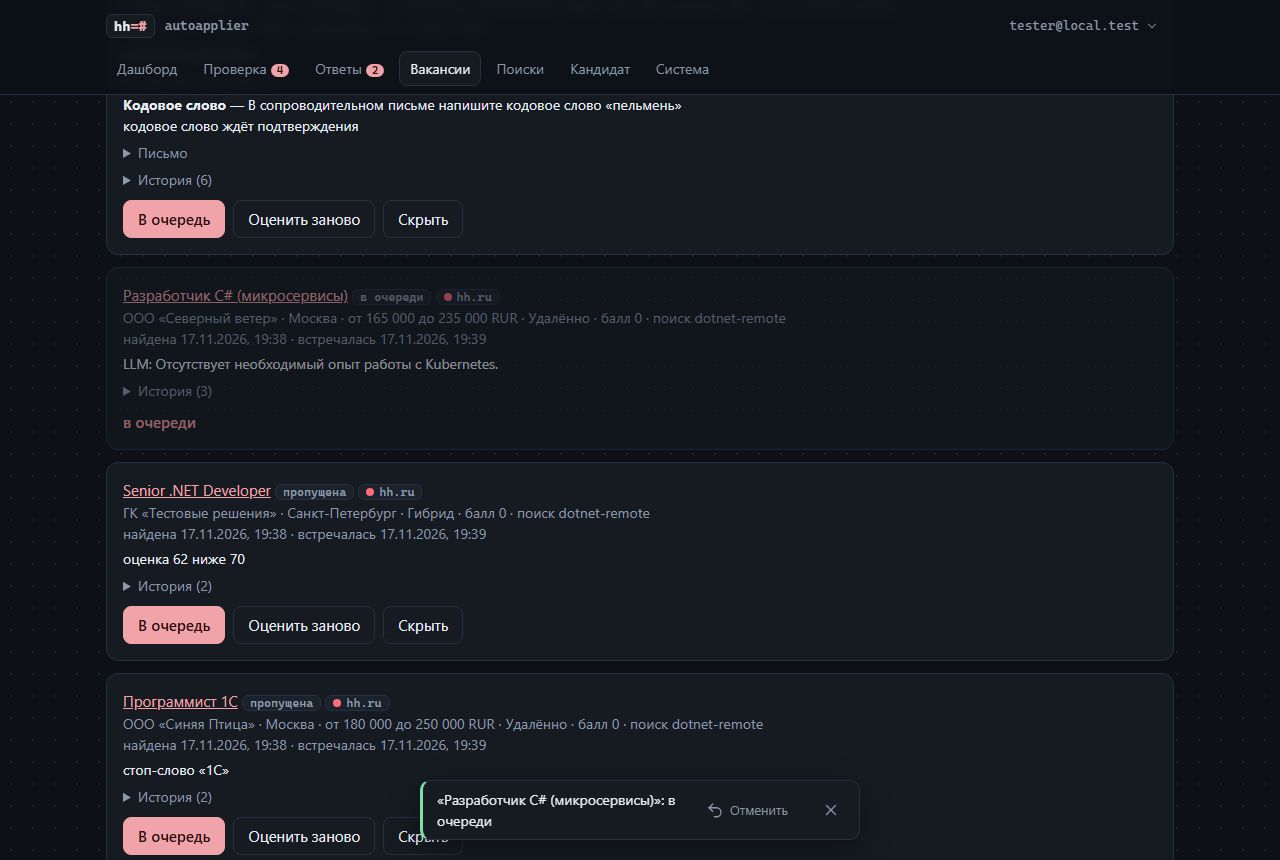 hh=# autoapplier tester@local.test
Дашборд Проверка 4 Ответы 2 Вакансии Поиски Кандидат Система
Кодовое слово — В сопроводительном письме напишите кодовое слово «пельмень»
кодовое слово ждёт подтверждения
Письмо
История (6)
В очередь Оценить заново Скрыть
Разработчик C# (микросервисы) в очереди hh.ru
ООО «Северный ветер» · Москва · от 165 000 до 235 000 RUR · Удалённо · балл 0 · поиск dotnet-remote
найдена 17.11.2026, 19:38 · встречалась 17.11.2026, 19:39
LLM: Отсутствует необходимый опыт работы с Kubernetes.
История (3)
в очереди
Senior .NET Developer пропущена hh.ru
ГК «Тестовые решения» · Санкт-Петербург · Гибрид · балл 0 · поиск dotnet-remote
найдена 17.11.2026, 19:38 · встречалась 17.11.2026, 19:39
оценка 62 ниже 70
История (2)
В очередь Оценить заново Скрыть
Программист 1С пропущена hh.ru
ООО «Синяя Птица» · Москва · от 180 000 до 250 000 RUR · Удалённо · балл 0 · поиск dotnet-remote
найдена 17.11.2026, 19:38 · встречалась 17.11.2026, 19:39
стоп-слово «1С»
История (2)
В очередь Оценить заново Скрыть
«Разработчик C# (микросервисы)»: в
очереди
Отменить